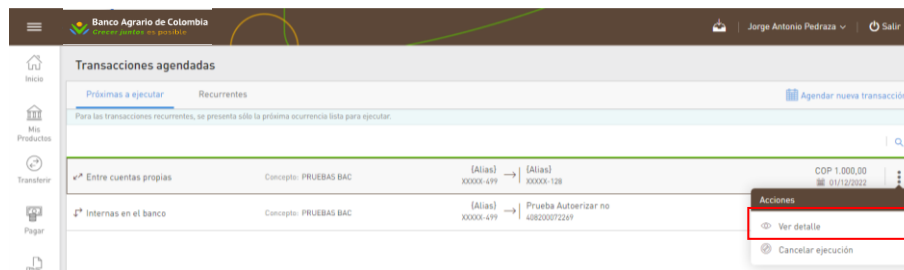 Banco Agrario de Colombia
Crecer juntos es posible
Jorge Antonio Pedraza
Salir
Inicio
Mis
Productos
Transferir
Pagar
Transacciones agendadas
Próximas a ejecutar
Recurrentes
Agendar nueva transacción
Para las transacciones recurrentes, se presenta sólo la próxima ocurrencia lista para ejecutar.
Entre cuentas propias
Concepto: PRUEBAS BAC
{Alias} → {Alias}
XXXXX-499 XXXXX-128
COP 1.000,00
01/12/2022
Internas en el banco
Concepto: PRUEBAS BAC
{Alias} → Prueba Autoerizar no
XXXXX-499 408200072269
Acciones
Ver detalle
Cancelar ejecución